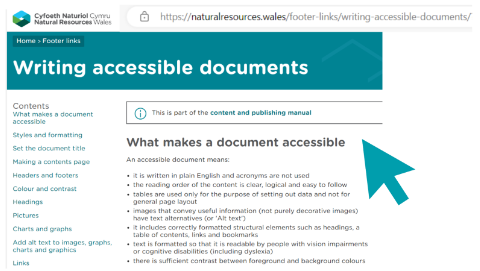 Cyfoeth Naturiol Cymru
Natural Resources Wales
https://naturalresources.wales/footer-links/writing-accessible-documents/
Home > Footer links
Writing accessible documents
Contents
What makes a document
accessible
Styles and formatting
Set the document title
Making a contents page
Headers and footers
Colour and contrast
Headings
Pictures
Charts and graphs
Add alt text to images, graphs,
charts and graphics
Links
This is part of the content and publishing manual
What makes a document accessible
An accessible document means:
• it is written in plain English and acronyms are not used
• the reading order of the content is clear, logical and easy to follow
• tables are used only for the purpose of setting out data and not for
general page layout
• images that convey useful information (not purely decorative images)
have text alternatives (or 'Alt text')
• it includes correctly formatted structural elements such as headings, a
table of contents, links and bookmarks
• text is formatted so that it is readable by people with vision impairments
or cognitive disabilities (including dyslexia)
• there is sufficient contrast between foreground and background colours